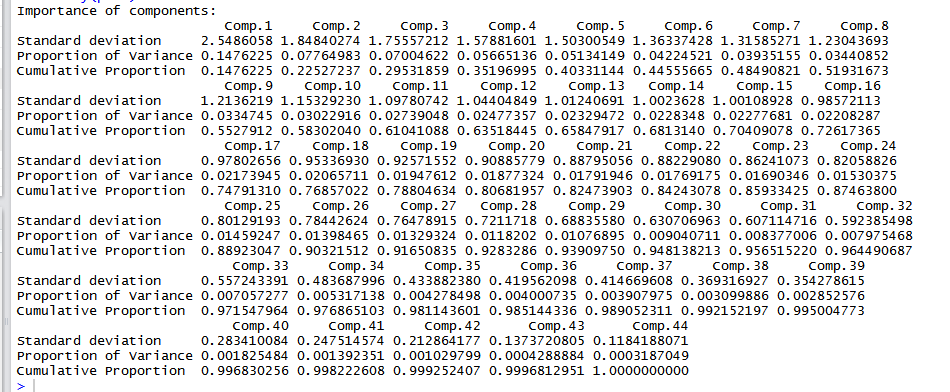 Importance of components:
Comp.1 Comp.2 Comp.3 Comp.4 Comp.5 Comp.6 Comp.7 Comp.8
Standard deviation 2.5486058 1.84840274 1.75557212 1.57881601 1.50300549 1.36337428 1.31585271 1.23043693
Proportion of Variance 0.1476225 0.07764983 0.07004622 0.05665136 0.05134149 0.04224521 0.03935155 0.03440852
Cumulative Proportion 0.1476225 0.22527237 0.29531859 0.35196995 0.40331144 0.44555665 0.48490821 0.51931673
Comp.9 Comp.10 Comp.11 Comp.12 Comp.13 Comp.14 Comp.15 Comp.16
Standard deviation 1.2136219 1.15329230 1.09780742 1.04404849 1.01240691 1.0023628 1.00108928 0.98572113
Proportion of Variance 0.0334745 0.03022916 0.02739048 0.02477357 0.02329472 0.0228348 0.02277681 0.02208287
Cumulative Proportion 0.5527912 0.58302040 0.61041088 0.63518445 0.65847917 0.6813140 0.70409078 0.72617365
Comp.17 Comp.18 Comp.19 Comp.20 Comp.21 Comp.22 Comp.23 Comp.24
Standard deviation 0.97802656 0.95336930 0.92571552 0.90885779 0.88795056 0.88229080 0.86241073 0.82058826
Proportion of Variance 0.02173945 0.02065711 0.01947612 0.01877324 0.01791946 0.01769175 0.01690346 0.01530375
Cumulative Proportion 0.74791310 0.76857022 0.78804634 0.80681957 0.82473903 0.84243078 0.85933425 0.87463800
Comp.25 Comp.26 Comp.27 Comp.28 Comp.29 Comp.30 Comp.31 Comp.32
Standard deviation 0.80129193 0.78442624 0.76478915 0.7211718 0.68835580 0.630706963 0.607114716 0.592385498
Proportion of Variance 0.01459247 0.01398465 0.01329324 0.0118202 0.01076895 0.009040711 0.008377006 0.007975468
Cumulative Proportion 0.88923047 0.90321512 0.91650835 0.9283286 0.93909750 0.948138213 0.956515220 0.964490687
Comp.33 Comp.34 Comp.35 Comp.36 Comp.37 Comp.38 Comp.39
Standard deviation 0.557243391 0.483687996 0.433882380 0.419562098 0.414669608 0.369316927 0.354278615
Proportion of Variance 0.007057277 0.005317138 0.004278498 0.004000735 0.003907975 0.003099886 0.002852576
Cumulative Proportion 0.971547964 0.976865103 0.981143601 0.985144336 0.989052311 0.992152197 0.995004773
Comp.40 Comp.41 Comp.42 Comp.43 Comp.44
Standard deviation 0.283410084 0.247514574 0.212864177 0.1373720805 0.1184188071
Proportion of Variance 0.001825484 0.001392351 0.001029799 0.0004288884 0.0003187049
Cumulative Proportion 0.996830256 0.998222608 0.999252407 0.9996812951 1.0000000000
>